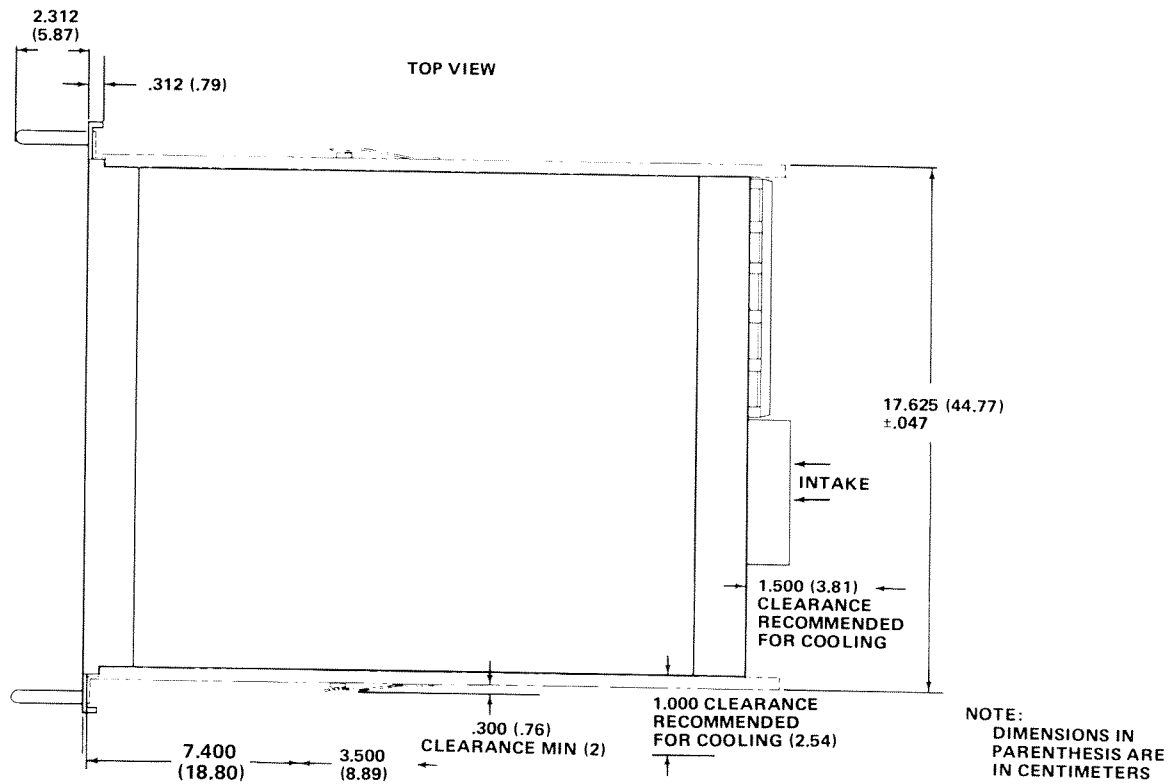 2.312
(5.87)
.312 (.79)
TOP VIEW
17.625 (44.77)
±.047
INTAKE
1.500 (3.81)
CLEARANCE
RECOMMENDED
FOR COOLING
1.000 CLEARANCE
RECOMMENDED
FOR COOLING (2.54)
.300 (.76)
CLEARANCE MIN (2)
7.400
(18.80)
3.500
(8.89)
NOTE:
DIMENSIONS IN
PARENTHESIS ARE
IN CENTIMETERS